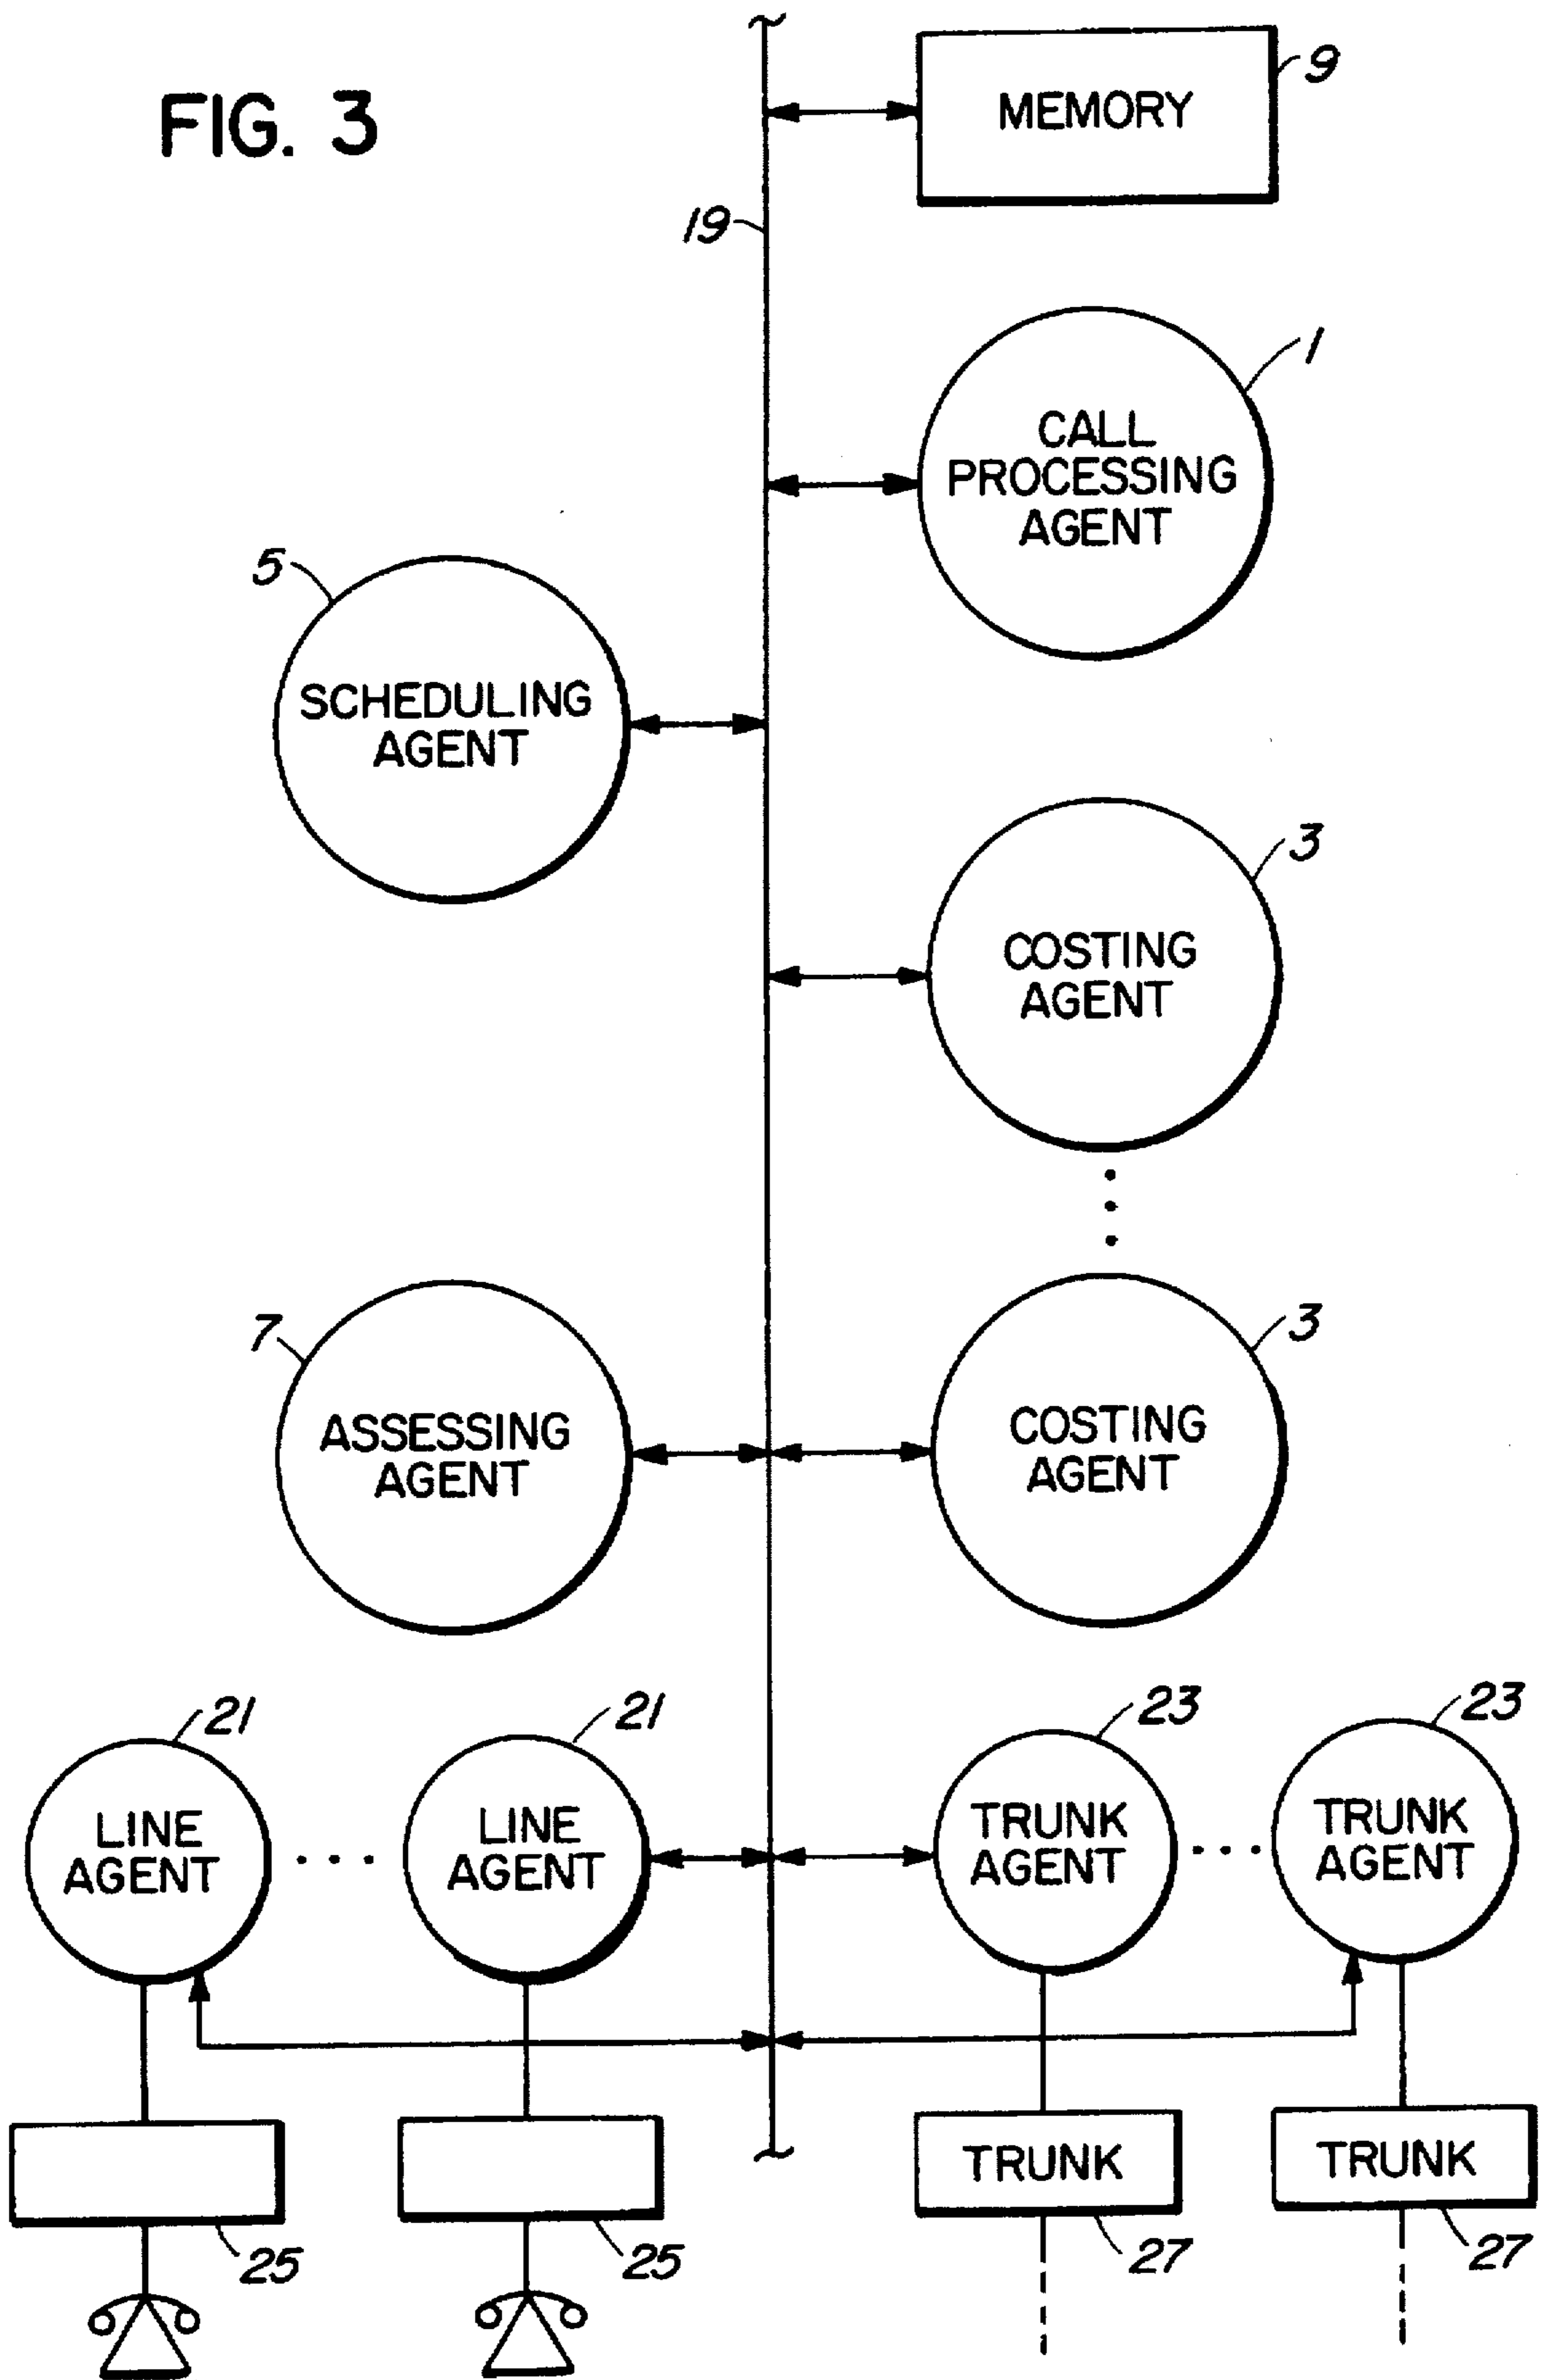 FIG. 3
MEMORY
9
19
1
CALL
PROCESSING
AGENT
5
SCHEDULING
AGENT
3
COSTING
AGENT
7
ASSESSING
AGENT
3
COSTING
AGENT
21
LINE
AGENT
21
LINE
AGENT
23
TRUNK
AGENT
23
TRUNK
AGENT
25
25
TRUNK
27
TRUNK
27